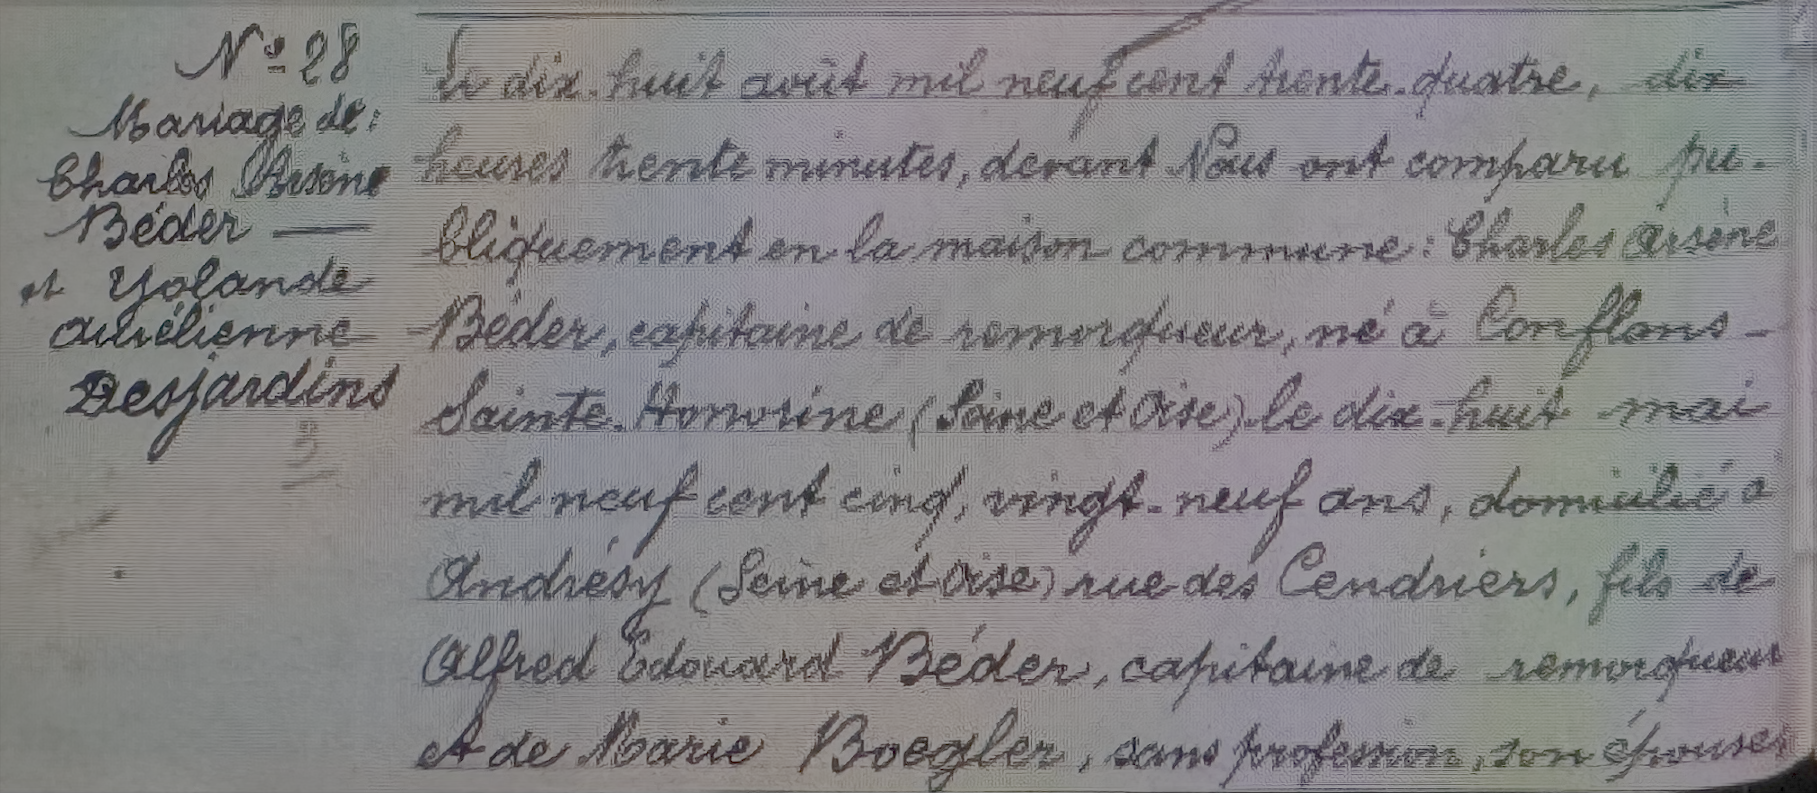 Nº 28
Mariage de :
Charles Arsène
Béder —
et Yolande
Aurélienne
Desjardins
3
Le dix-huit août mil neuf cent trente-quatre, dix
heures trente minutes, devant Nous ont comparu pu-
bliquement en la maison commune : Charles Arsène
Béder, capitaine de remorqueur, né à Conflans-
Sainte-Honorine (Seine et Oise) le dix-huit mai
mil neuf cent cinq, vingt-neuf ans, domicilié à
Andrésy (Seine et Oise) rue des Cendriers, fils de
Alfred Edouard Béder, capitaine de remorqueur
et de Marie Boegler, sans profession, son épouse,